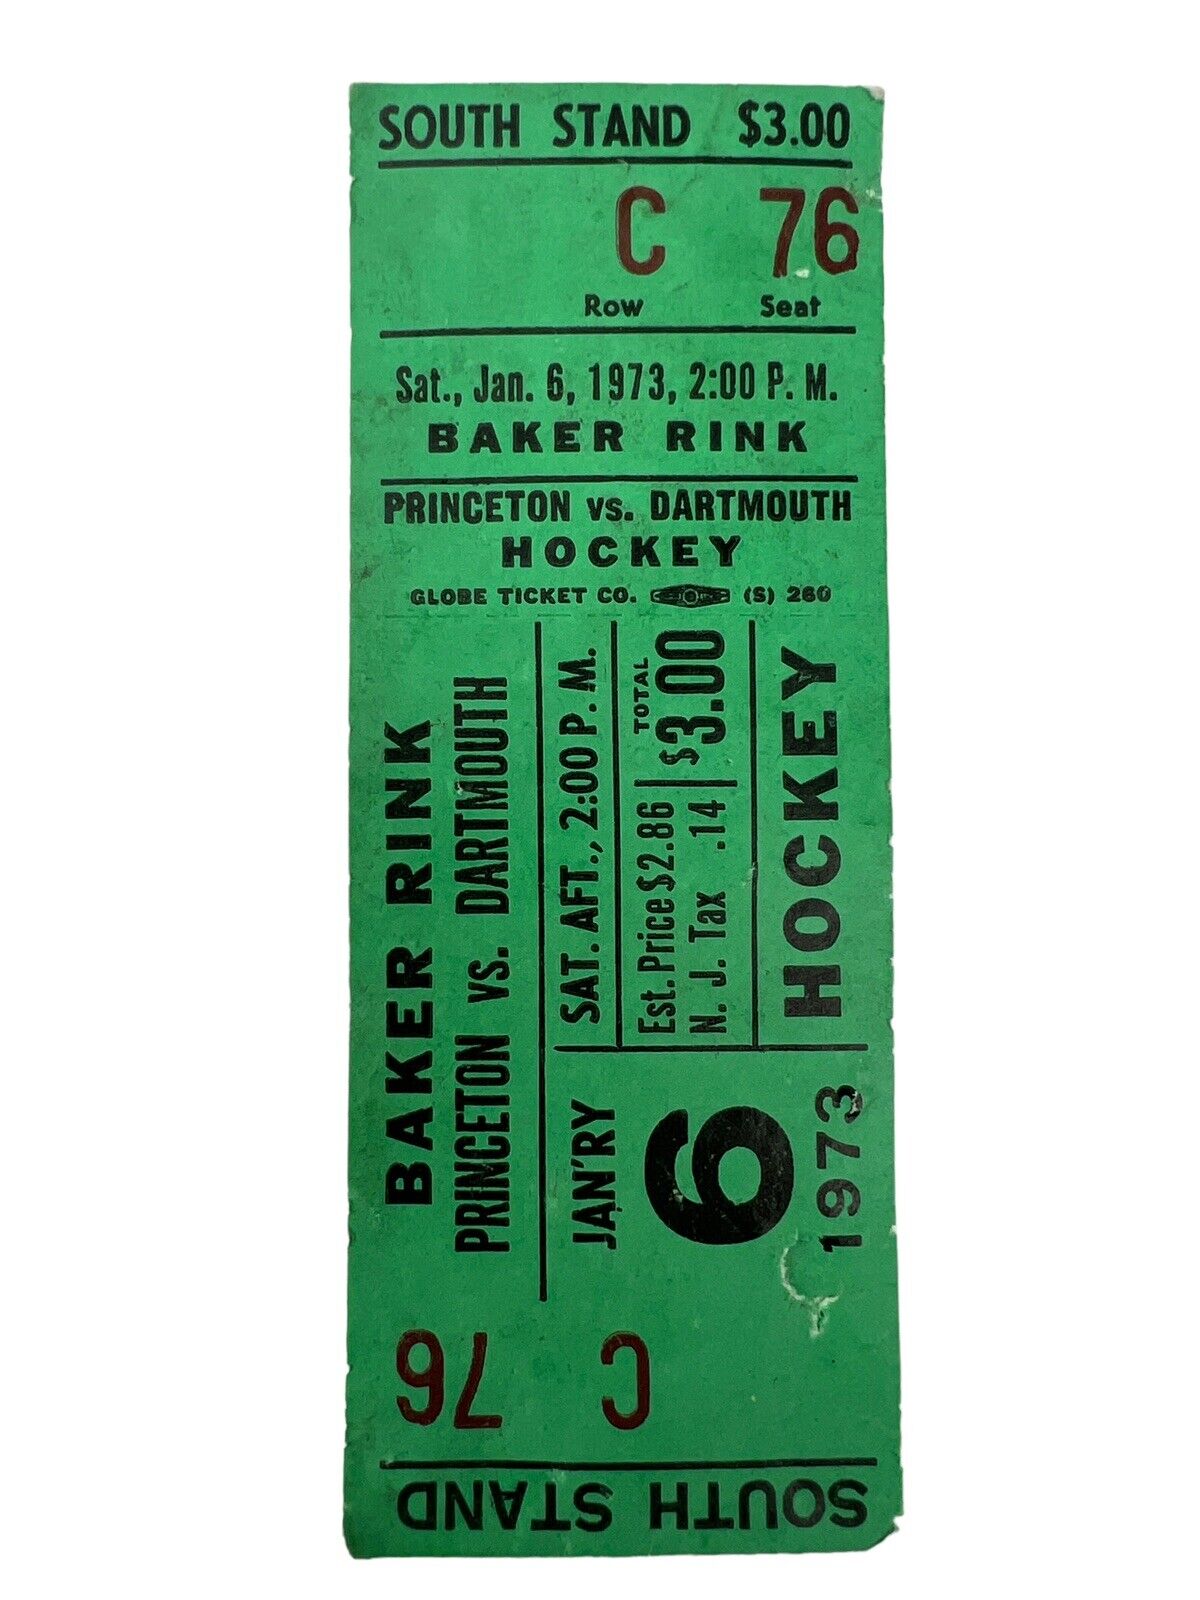 SOUTH STAND $3.00
C 76
Row Seat
Sat., Jan. 6, 1973, 2:00 P. M.
BAKER RINK
PRINCETON vs. DARTMOUTH
HOCKEY
GLOBE TICKET CO. (S) 260
BAKER RINK
PRINCETON vs. DARTMOUTH
SAT. AFT., 2:00 P. M.
Est. Price $2.86
N. J. Tax .14
TOTAL
$3.00
HOCKEY
JAN'RY
6
1973
C 76
SOUTH STAND